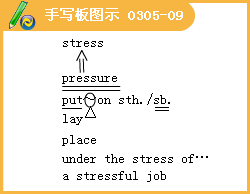 手写板图示 0305-09
stress
pressure
put on sth./sb.
lay
place
under the stress of…
a stressful job